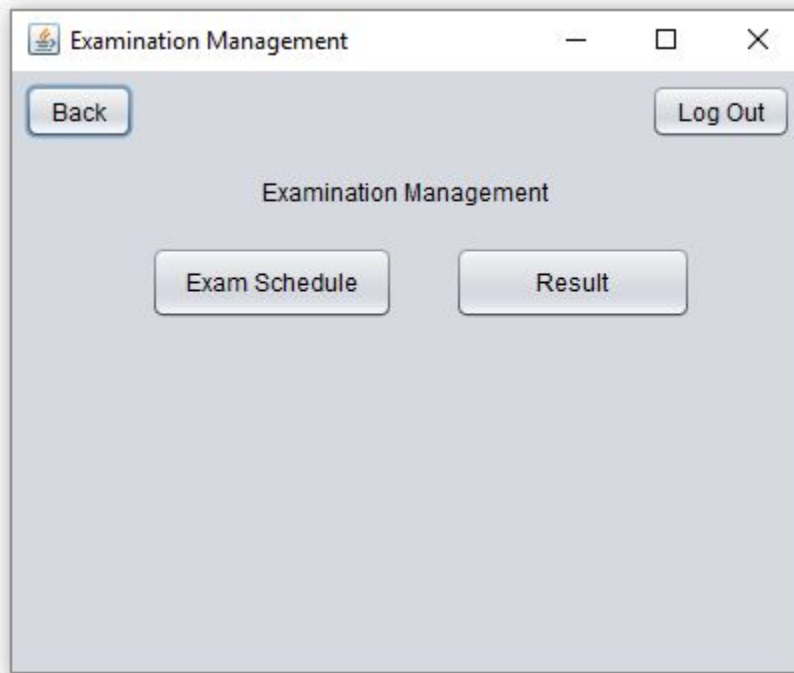 Examination Management
Back Log Out
Examination Management
Exam Schedule Result